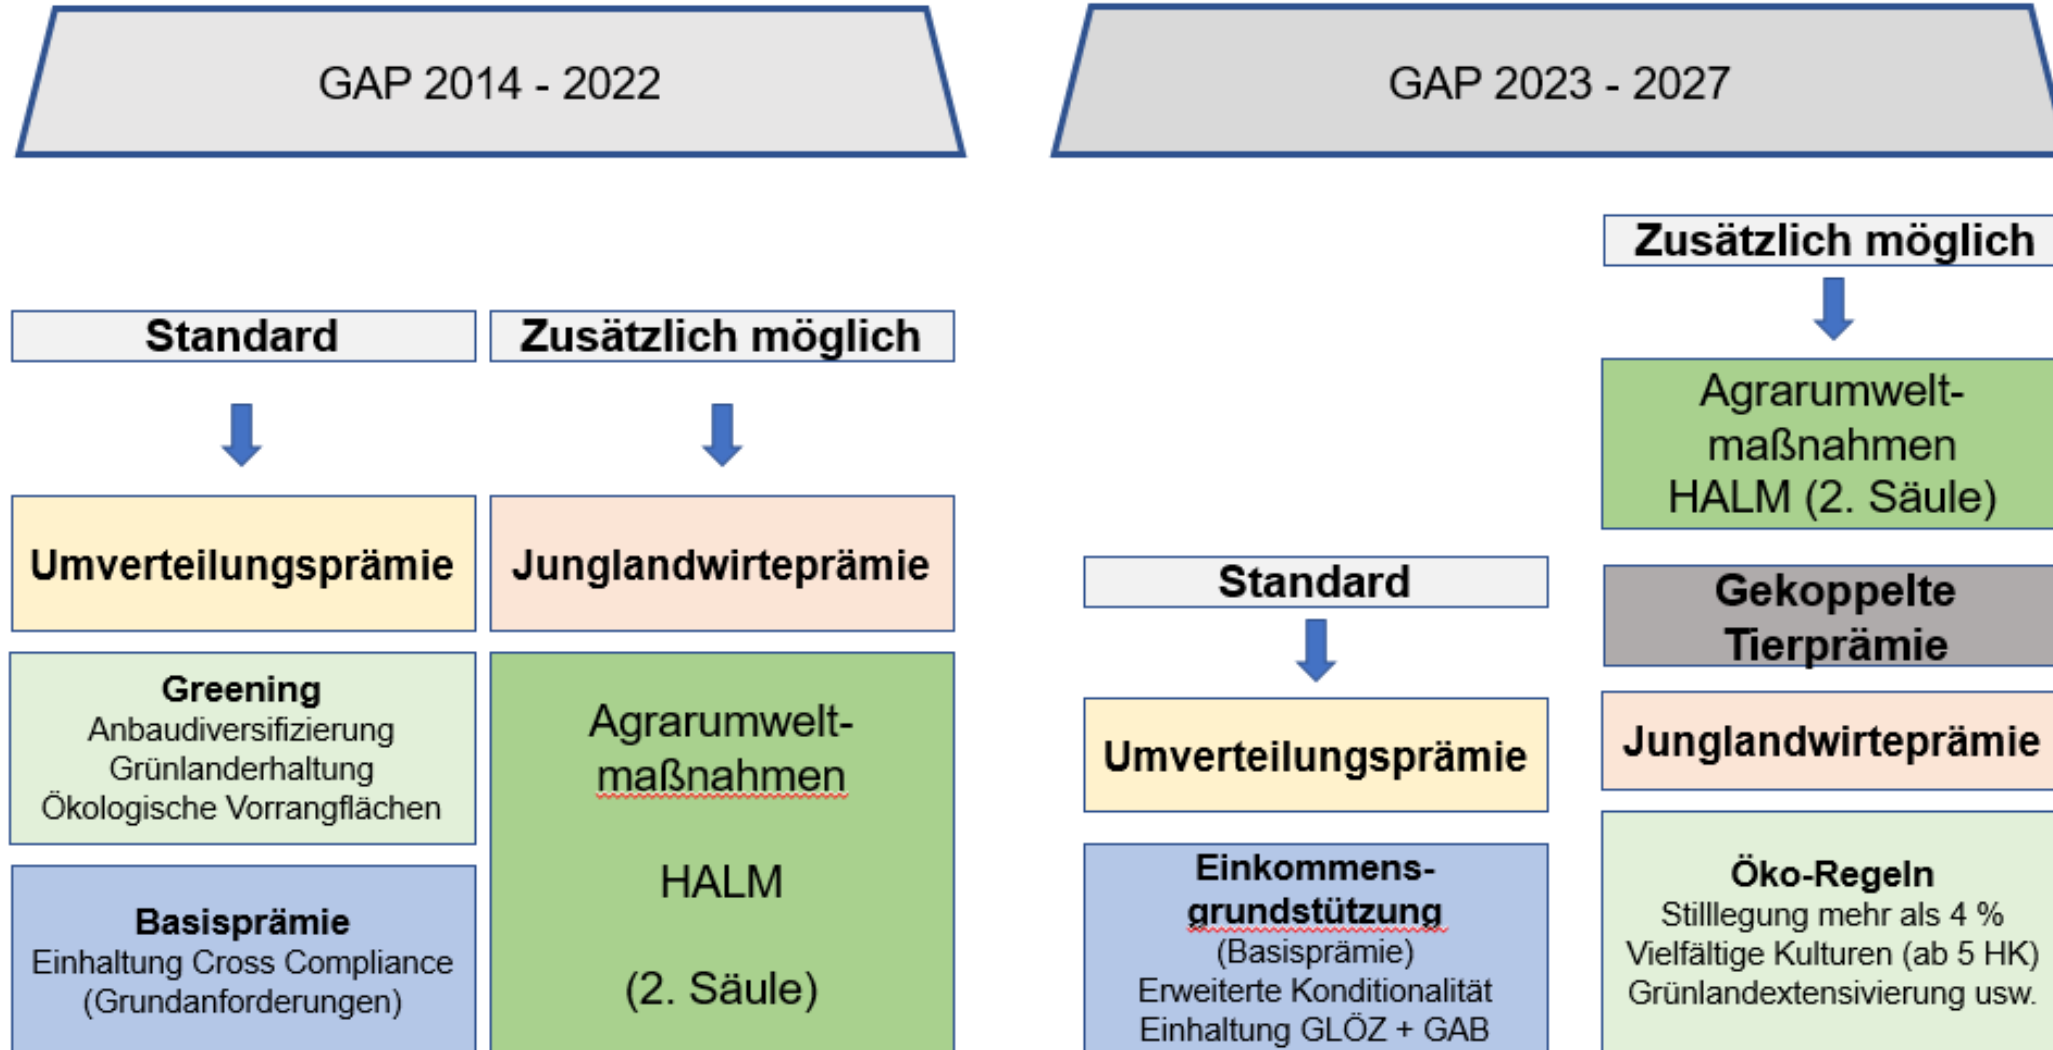 GAP 2014 - 2022
Standard
Zusätzlich möglich
Umverteilungsprämie
Junglandwirteprämie
Greening
Anbaudiversifizierung
Grünlanderhaltung
Ökologische Vorrangflächen
Agrarumwelt-
maßnahmen
HALM
(2. Säule)
Basisprämie
Einhaltung Cross Compliance
(Grundanforderungen)
GAP 2023 - 2027
Standard
Umverteilungsprämie
Einkommens-
grundstützung
(Basisprämie)
Erweiterte Konditionalität
Einhaltung GLÖZ + GAB
Zusätzlich möglich
Agrarumwelt-
maßnahmen
HALM (2. Säule)
Gekoppelte
Tierprämie
Junglandwirteprämie
Öko-Regeln
Stilllegung mehr als 4 %
Vielfältige Kulturen (ab 5 HK)
Grünlandextensivierung usw.